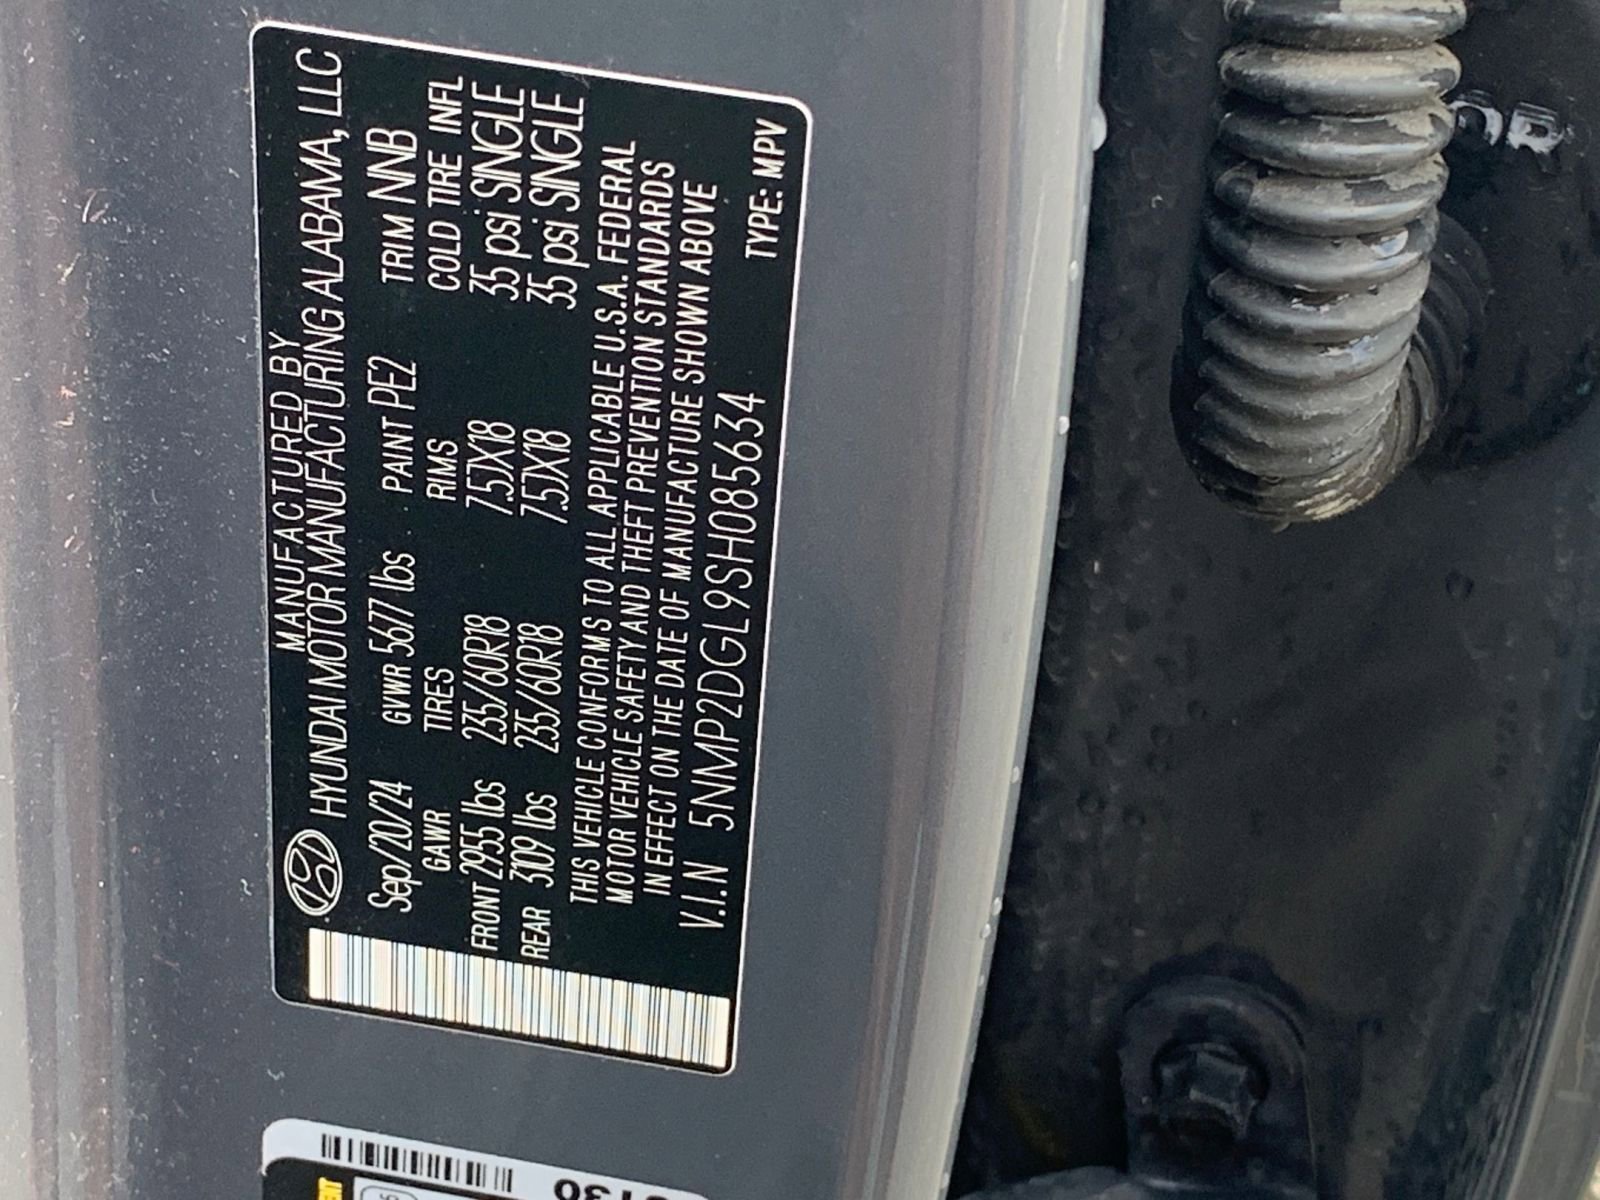 MANUFACTURED BY
HYUNDAI MOTOR MANUFACTURING ALABAMA, LLC
Sep/20/24 GVWR 5677 lbs PAINT PE2 TRIM NNB
GAWR TIRES RIMS COLD TIRE INFL
FRONT 2955 lbs 235/60R18 7.5JX18 35 psi SINGLE
REAR 3109 lbs 235/60R18 7.5JX18 35 psi SINGLE
THIS VEHICLE CONFORMS TO ALL APPLICABLE U.S.A. FEDERAL
MOTOR VEHICLE SAFETY AND THEFT PREVENTION STANDARDS
IN EFFECT ON THE DATE OF MANUFACTURE SHOWN ABOVE
V.I.N 5NMP2DGL9SH085634 TYPE: MPV